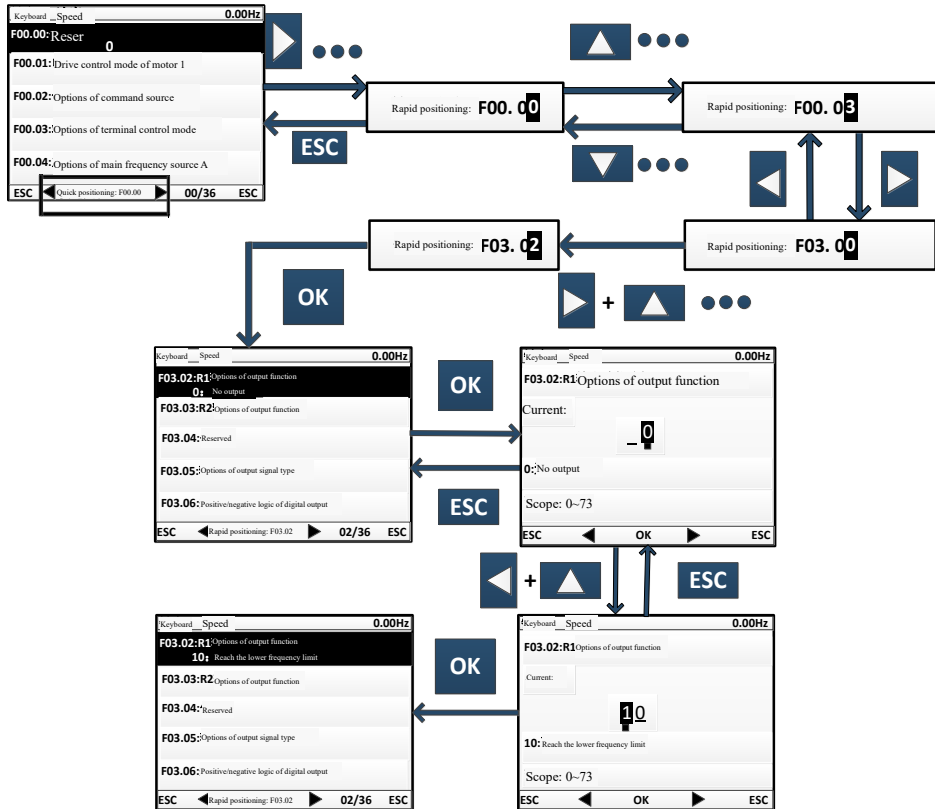 Keyboard Speed 0.00Hz
F00.00: Reser
0
F00.01: Drive control mode of motor 1
F00.02: Options of command source
F00.03: Options of terminal control mode
F00.04: Options of main frequency source A
ESC Quick positioning: F00.00 00/36 ESC
ESC
Rapid positioning: F00.00
Rapid positioning: F00.03
Rapid positioning: F03.02
Rapid positioning: F03.00
+
OK
Keyboard Speed 0.00Hz
F03.02:R1 Options of output function
0: No output
F03.03:R2 Options of output function
F03.04: Reserved
F03.05: Options of output signal type
F03.06: Positive/negative logic of digital output
ESC Rapid positioning: F03.02 02/36 ESC
OK
ESC
Keyboard Speed 0.00Hz
F03.02:R1 Options of output function
Current:
_0
0: No output
Scope: 0~73
ESC OK ESC
+
ESC
Keyboard Speed 0.00Hz
F03.02:R1 Options of output function
10: Reach the lower frequency limit
F03.03:R2 Options of output function
F03.04: Reserved
F03.05: Options of output signal type
F03.06: Positive/negative logic of digital output
ESC Rapid positioning: F03.02 02/36 ESC
OK
Keyboard Speed 0.00Hz
F03.02:R1 Options of output function
Current:
10
10: Reach the lower frequency limit
Scope: 0~73
ESC OK ESC